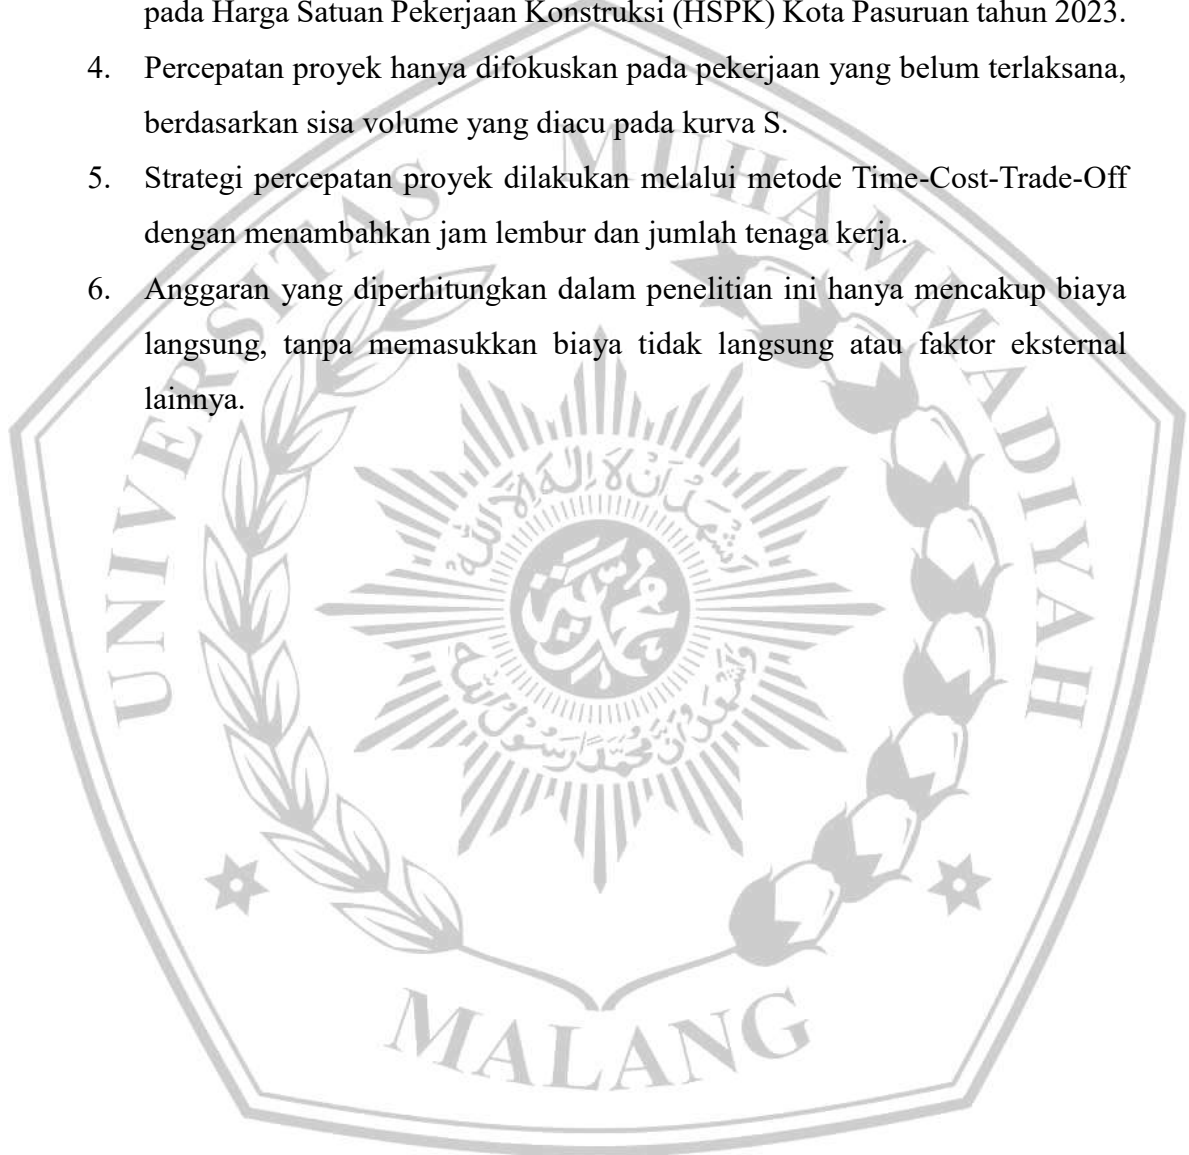 pada Harga Satuan Pekerjaan Konstruksi (HSPK) Kota Pasuruan tahun 2023.
4. Percepatan proyek hanya difokuskan pada pekerjaan yang belum terlaksana,
berdasarkan sisa volume yang diacu pada kurva S.
5. Strategi percepatan proyek dilakukan melalui metode Time-Cost-Trade-Off
dengan menambahkan jam lembur dan jumlah tenaga kerja.
6. Anggaran yang diperhitungkan dalam penelitian ini hanya mencakup biaya
langsung, tanpa memasukkan biaya tidak langsung atau faktor eksternal
lainnya.
UNIVERSITAS MUHAMMADIYAH
MALANG